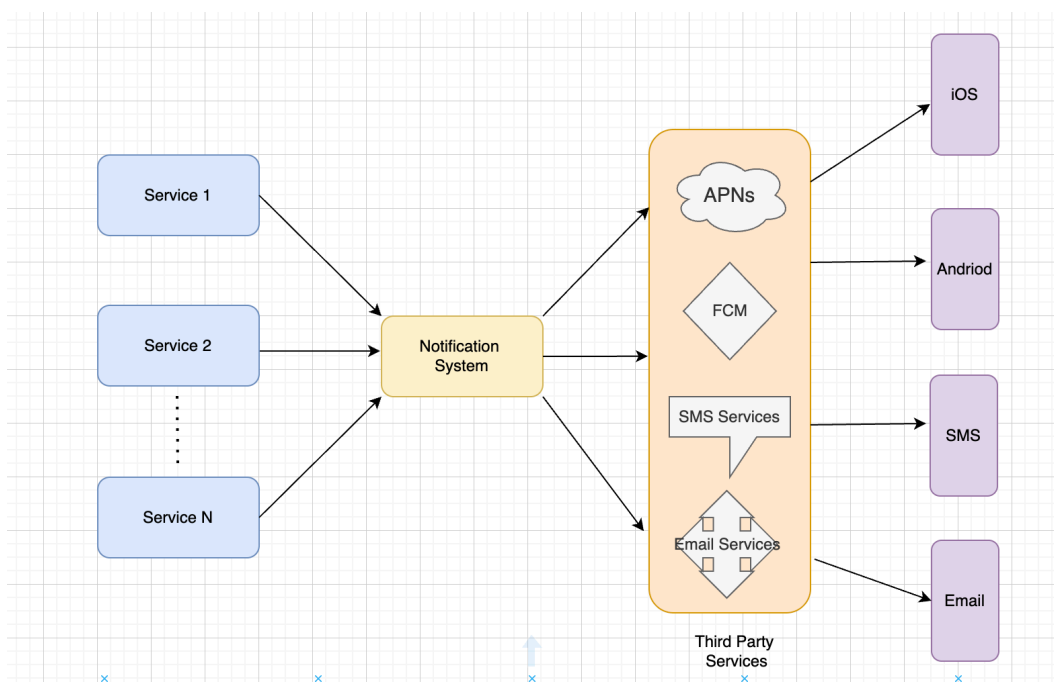 iOS
Service 1
APNs
Andriod
FCM
Service 2
Notification
System
SMS Services
SMS
Service N
Email Services
Email
Third Party
Services